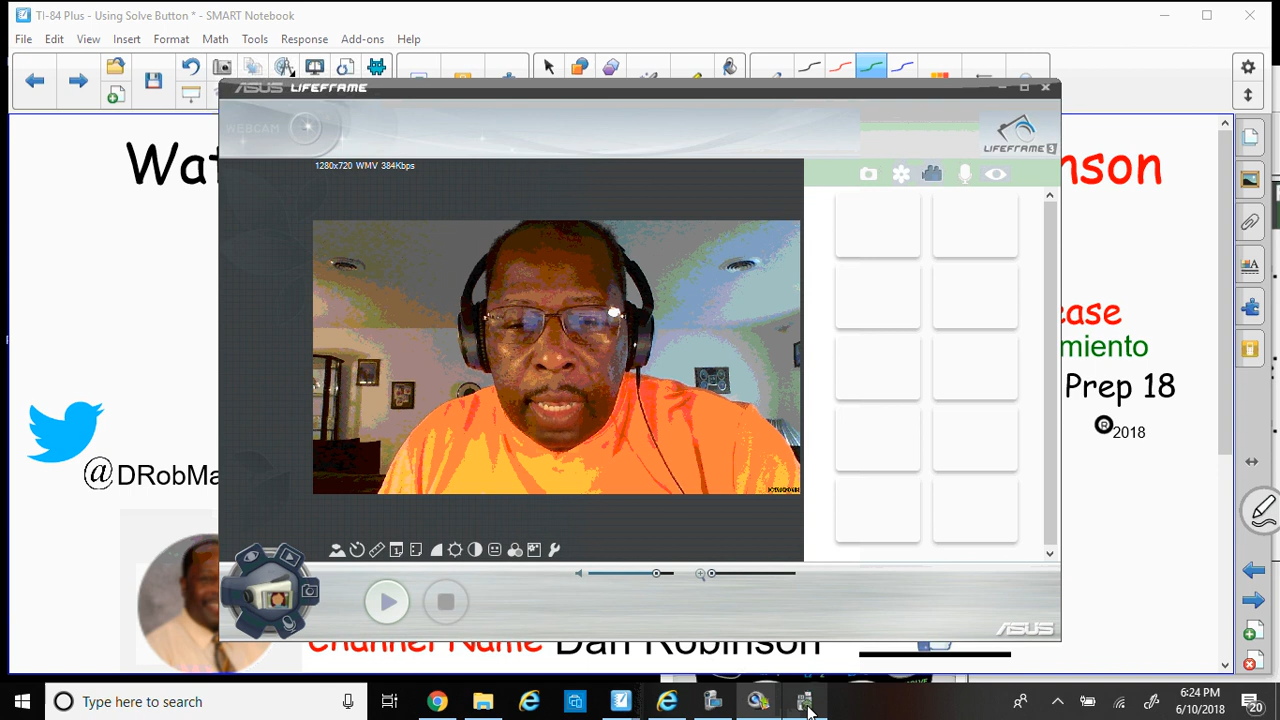 Ti-84 Plus - Using Solve Button * - SMART Notebook
File Edit View Insert Format Math Tools Response Add-ons Help
ASUS LIFEFRAME
WEBCAM
LIFEFRAME 3
1280x720 WMV 384Kbps
Wat
nson
ease
miento
Prep 18
® 2018
@DRobMa
ASUS
Channel Name Dan Robinson
Type here to search
6:24 PM
6/10/2018
20